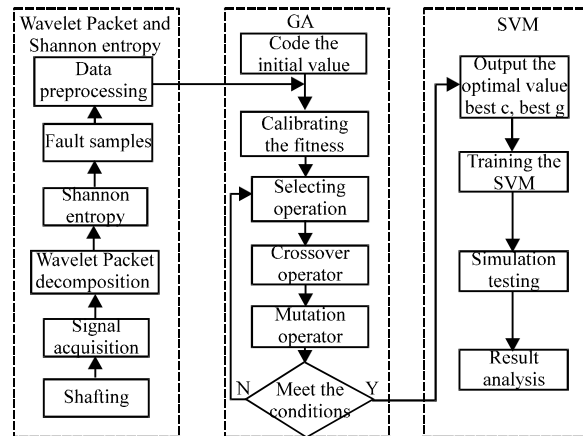 Wavelet Packet and
Shannon entropy
Data
preprocessing
Fault samples
Shannon
entropy
Wavelet Packet
decomposition
Signal
acquisition
Shafting
GA
Code the
initial value
Calibrating
the fitness
Selecting
operation
Crossover
operator
Mutation
operator
N
Meet the
conditions
Y
SVM
Output the
optimal value
best c, best g
Training the
SVM
Simulation
testing
Result
analysis